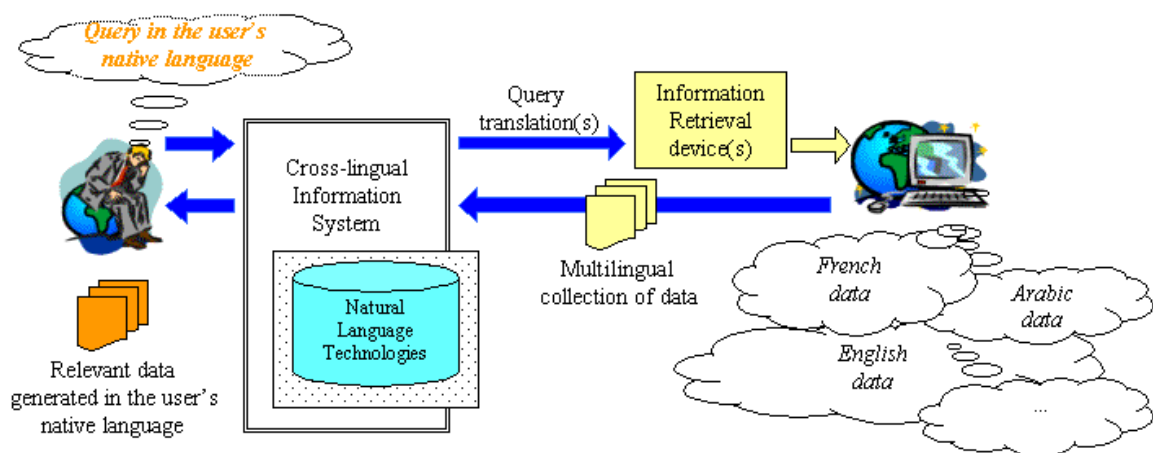 Query in the user's
native language
Query
translation(s)
Information
Retrieval
device(s)
Cross-lingual
Information
System
Natural
Language
Technologies
Multilingual
collection of data
French
data
Arabic
data
English
data
...
Relevant data
generated in the user's
native language